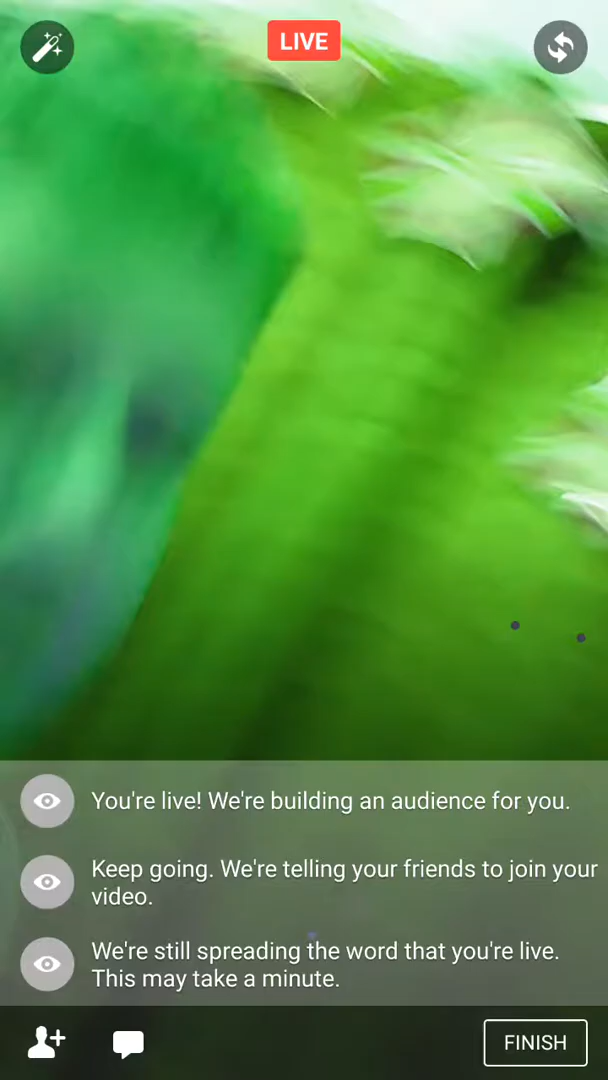 LIVE
You're live! We're building an audience for you.
Keep going. We're telling your friends to join your
video.
We're still spreading the word that you're live.
This may take a minute.
FINISH